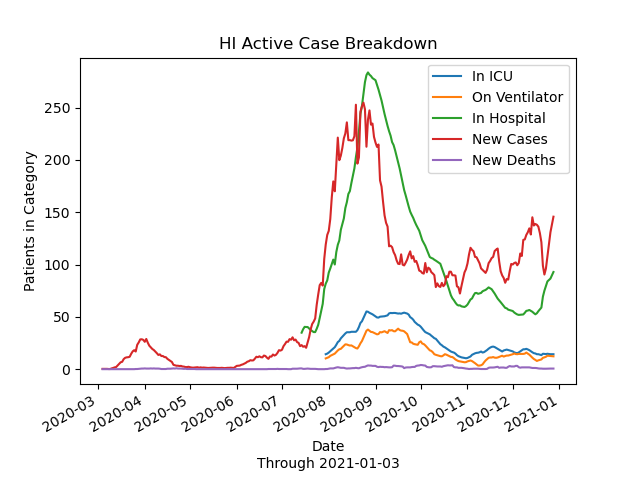 HI Active Case Breakdown
In ICU
On Ventilator
In Hospital
New Cases
New Deaths
Patients in Category
250
200
150
100
50
0
2020-03
2020-04
2020-05
2020-06
2020-07
2020-08
2020-09
2020-10
2020-11
2020-12
2021-01
Date
Through 2021-01-03